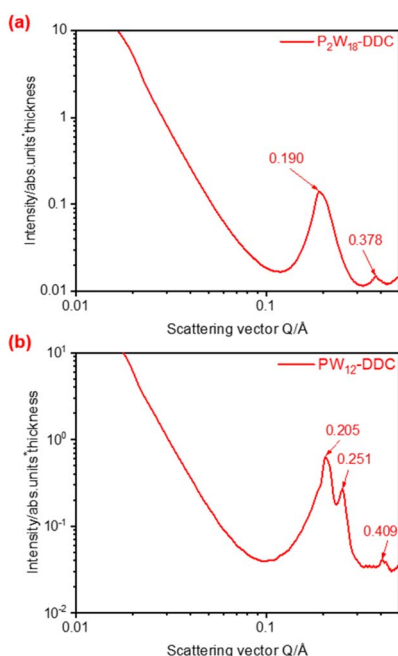 (a)
P₂W₁₈-DDC
Intensity/abs.units*thickness
10
1
0.1
0.01
0.190
0.378
0.01
0.1
Scattering vector Q/Å
(b)
PW₁₂-DDC
Intensity/abs.units*thickness
10¹
10⁰
10⁻¹
10⁻²
0.205
0.251
0.409
0.01
0.1
Scattering vector Q/Å